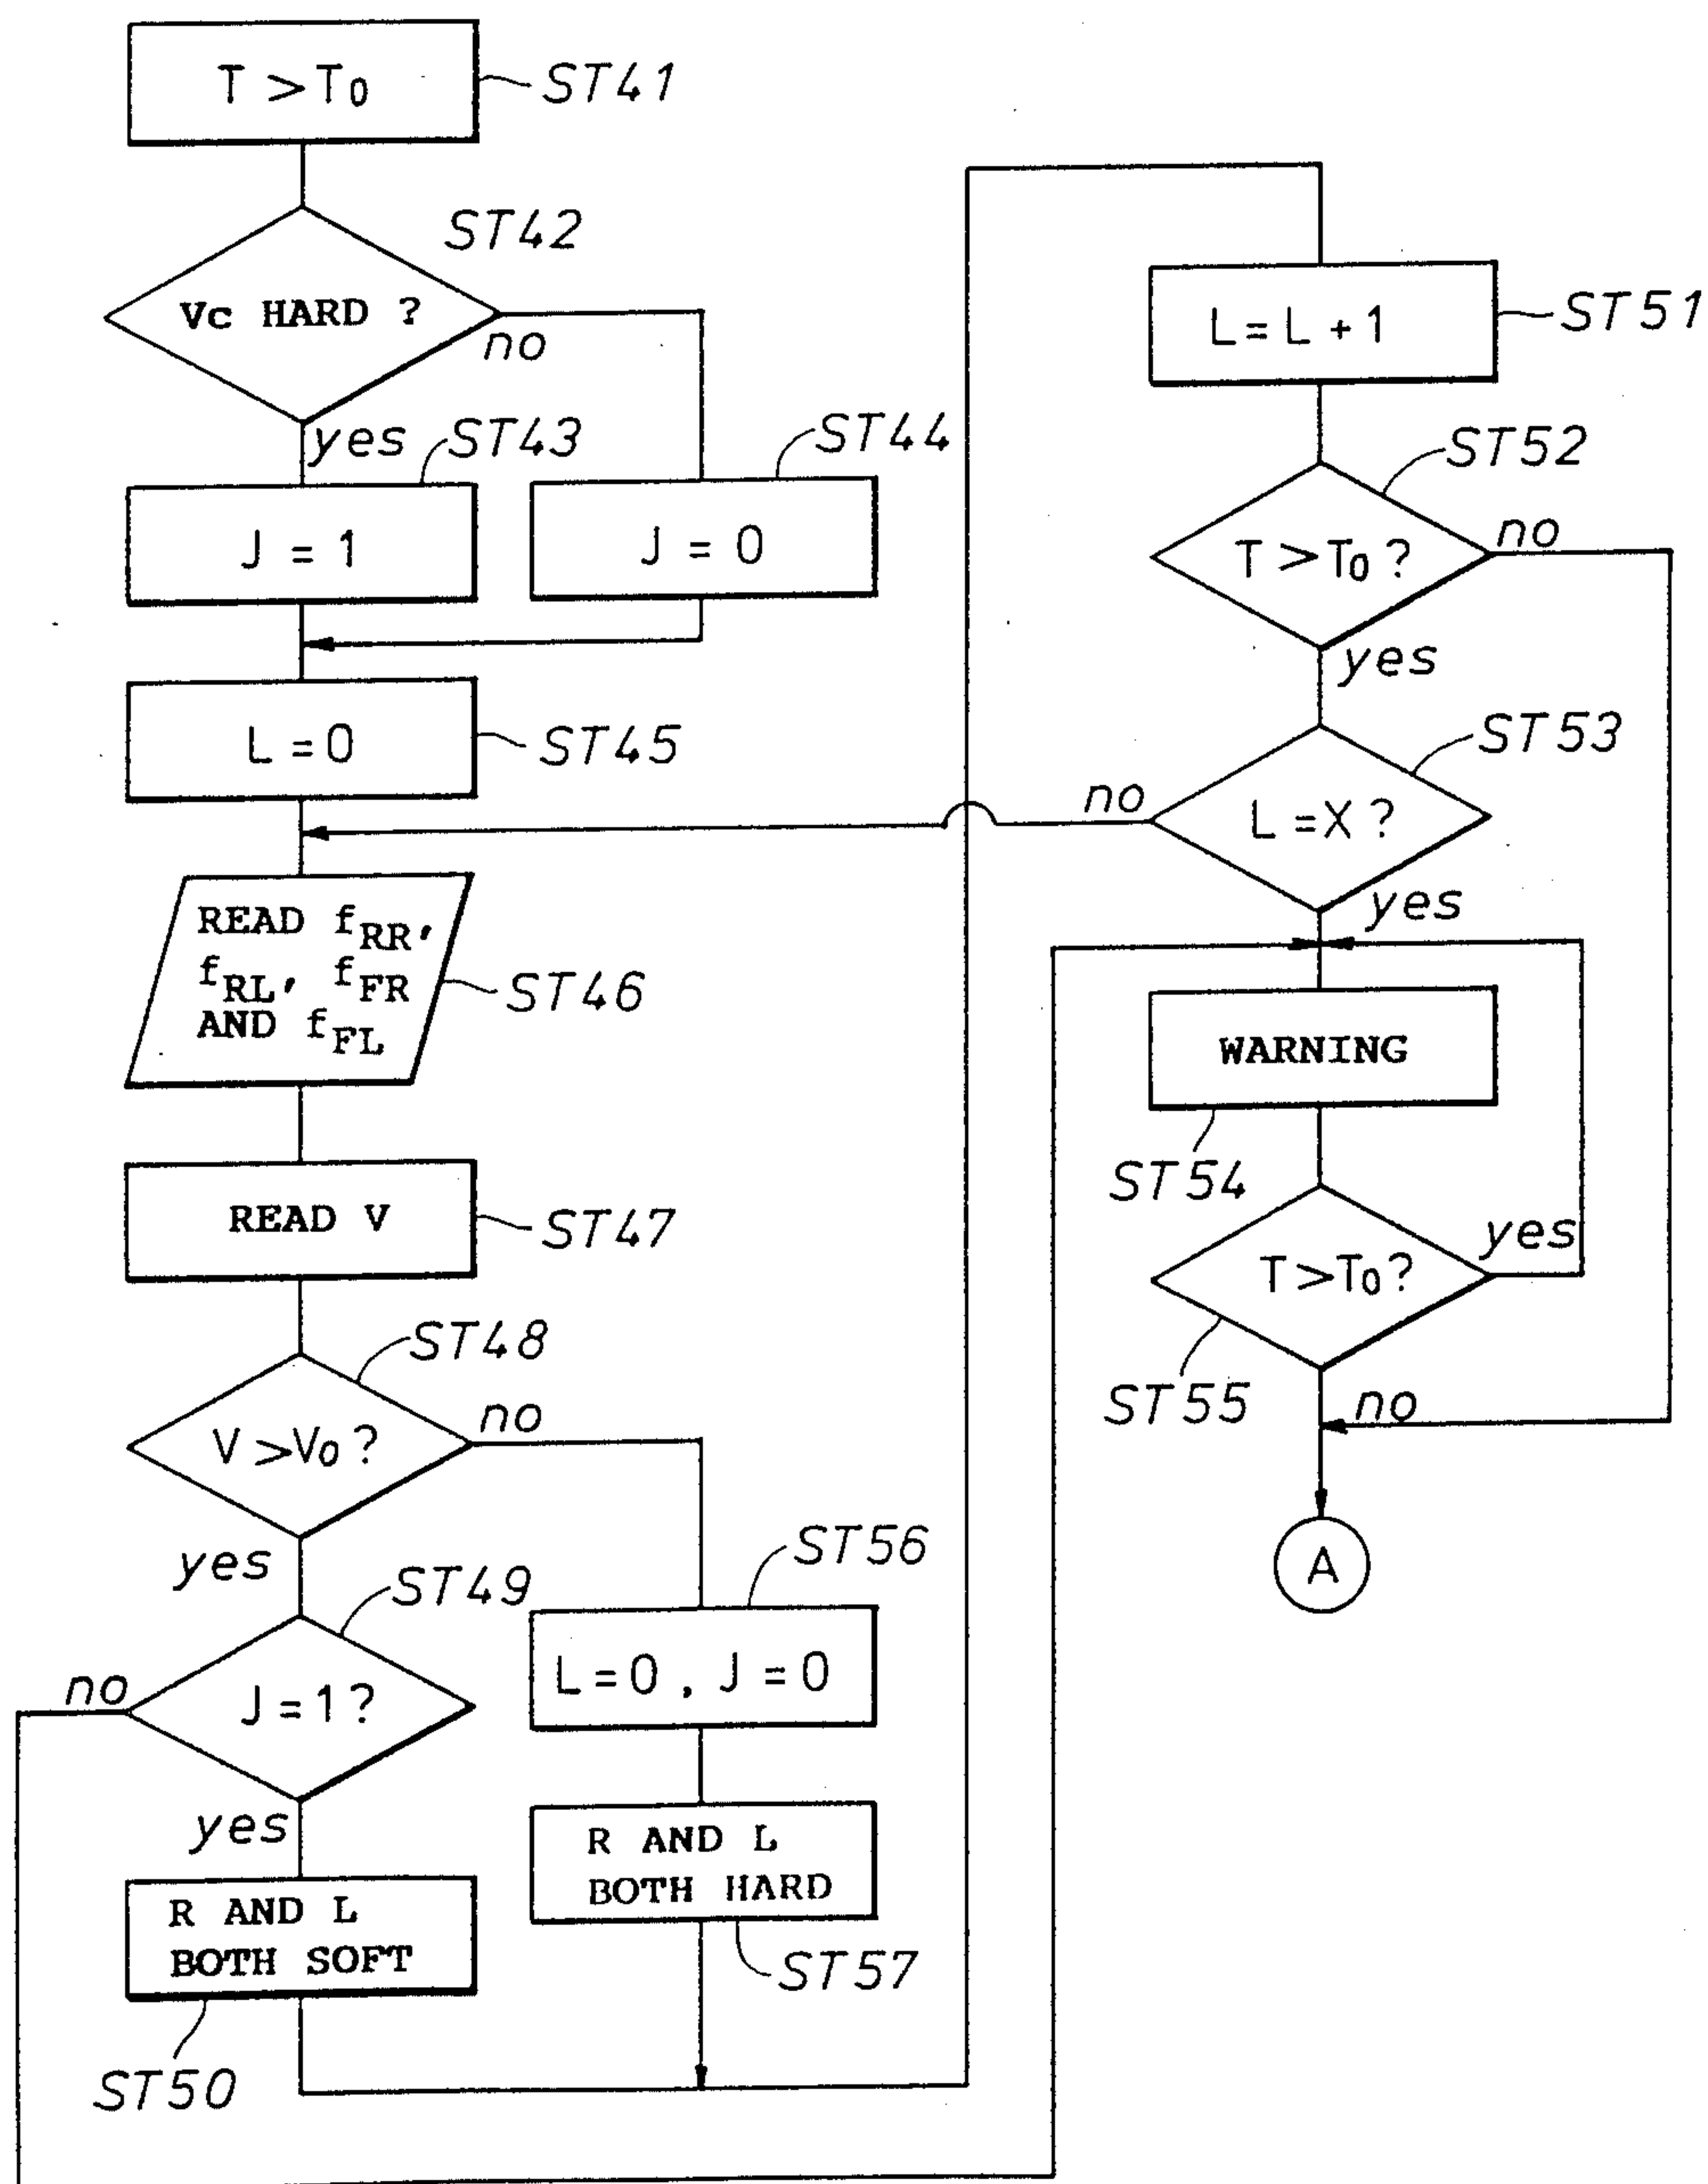 T > T0
ST41
ST42
Vc HARD ?
no
yes
ST43
J = 1
ST44
J = 0
L = 0
ST45
READ fRR,
fRL, fFR
AND fFL
ST46
READ V
ST47
ST48
V > V0 ?
no
yes
ST49
J = 1 ?
no
yes
R AND L
BOTH SOFT
ST50
ST56
L = 0 , J = 0
R AND L
BOTH HARD
ST57
L = L + 1
ST51
ST52
T > T0 ?
no
yes
ST53
L = X ?
no
yes
WARNING
ST54
T > T0 ?
yes
ST55
no
A